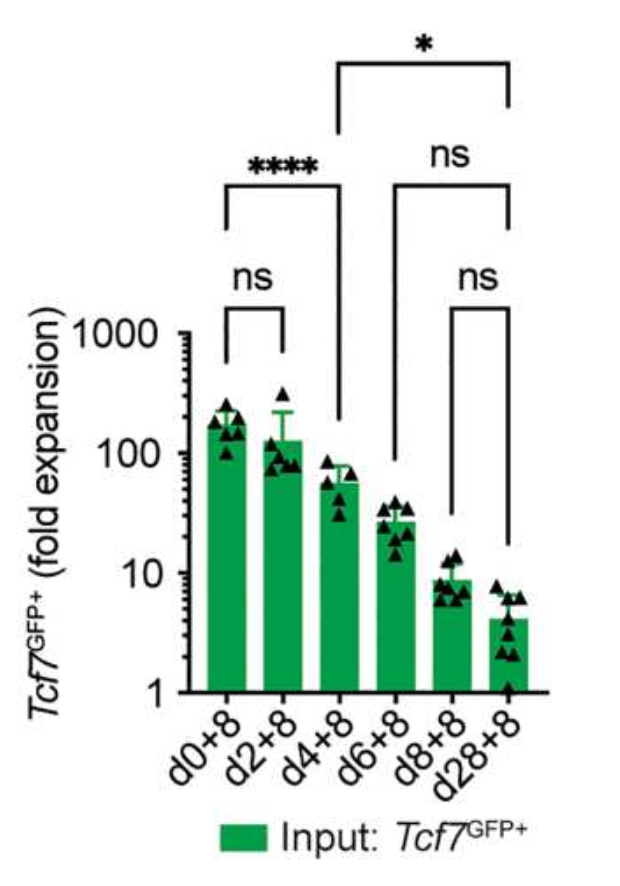 *
ns
****
ns
ns
Tcf7GFP+ (fold expansion)
1000
100
10
1
d0+8
d2+8
d4+8
d6+8
d8+8
d28+8
Input: Tcf7GFP+